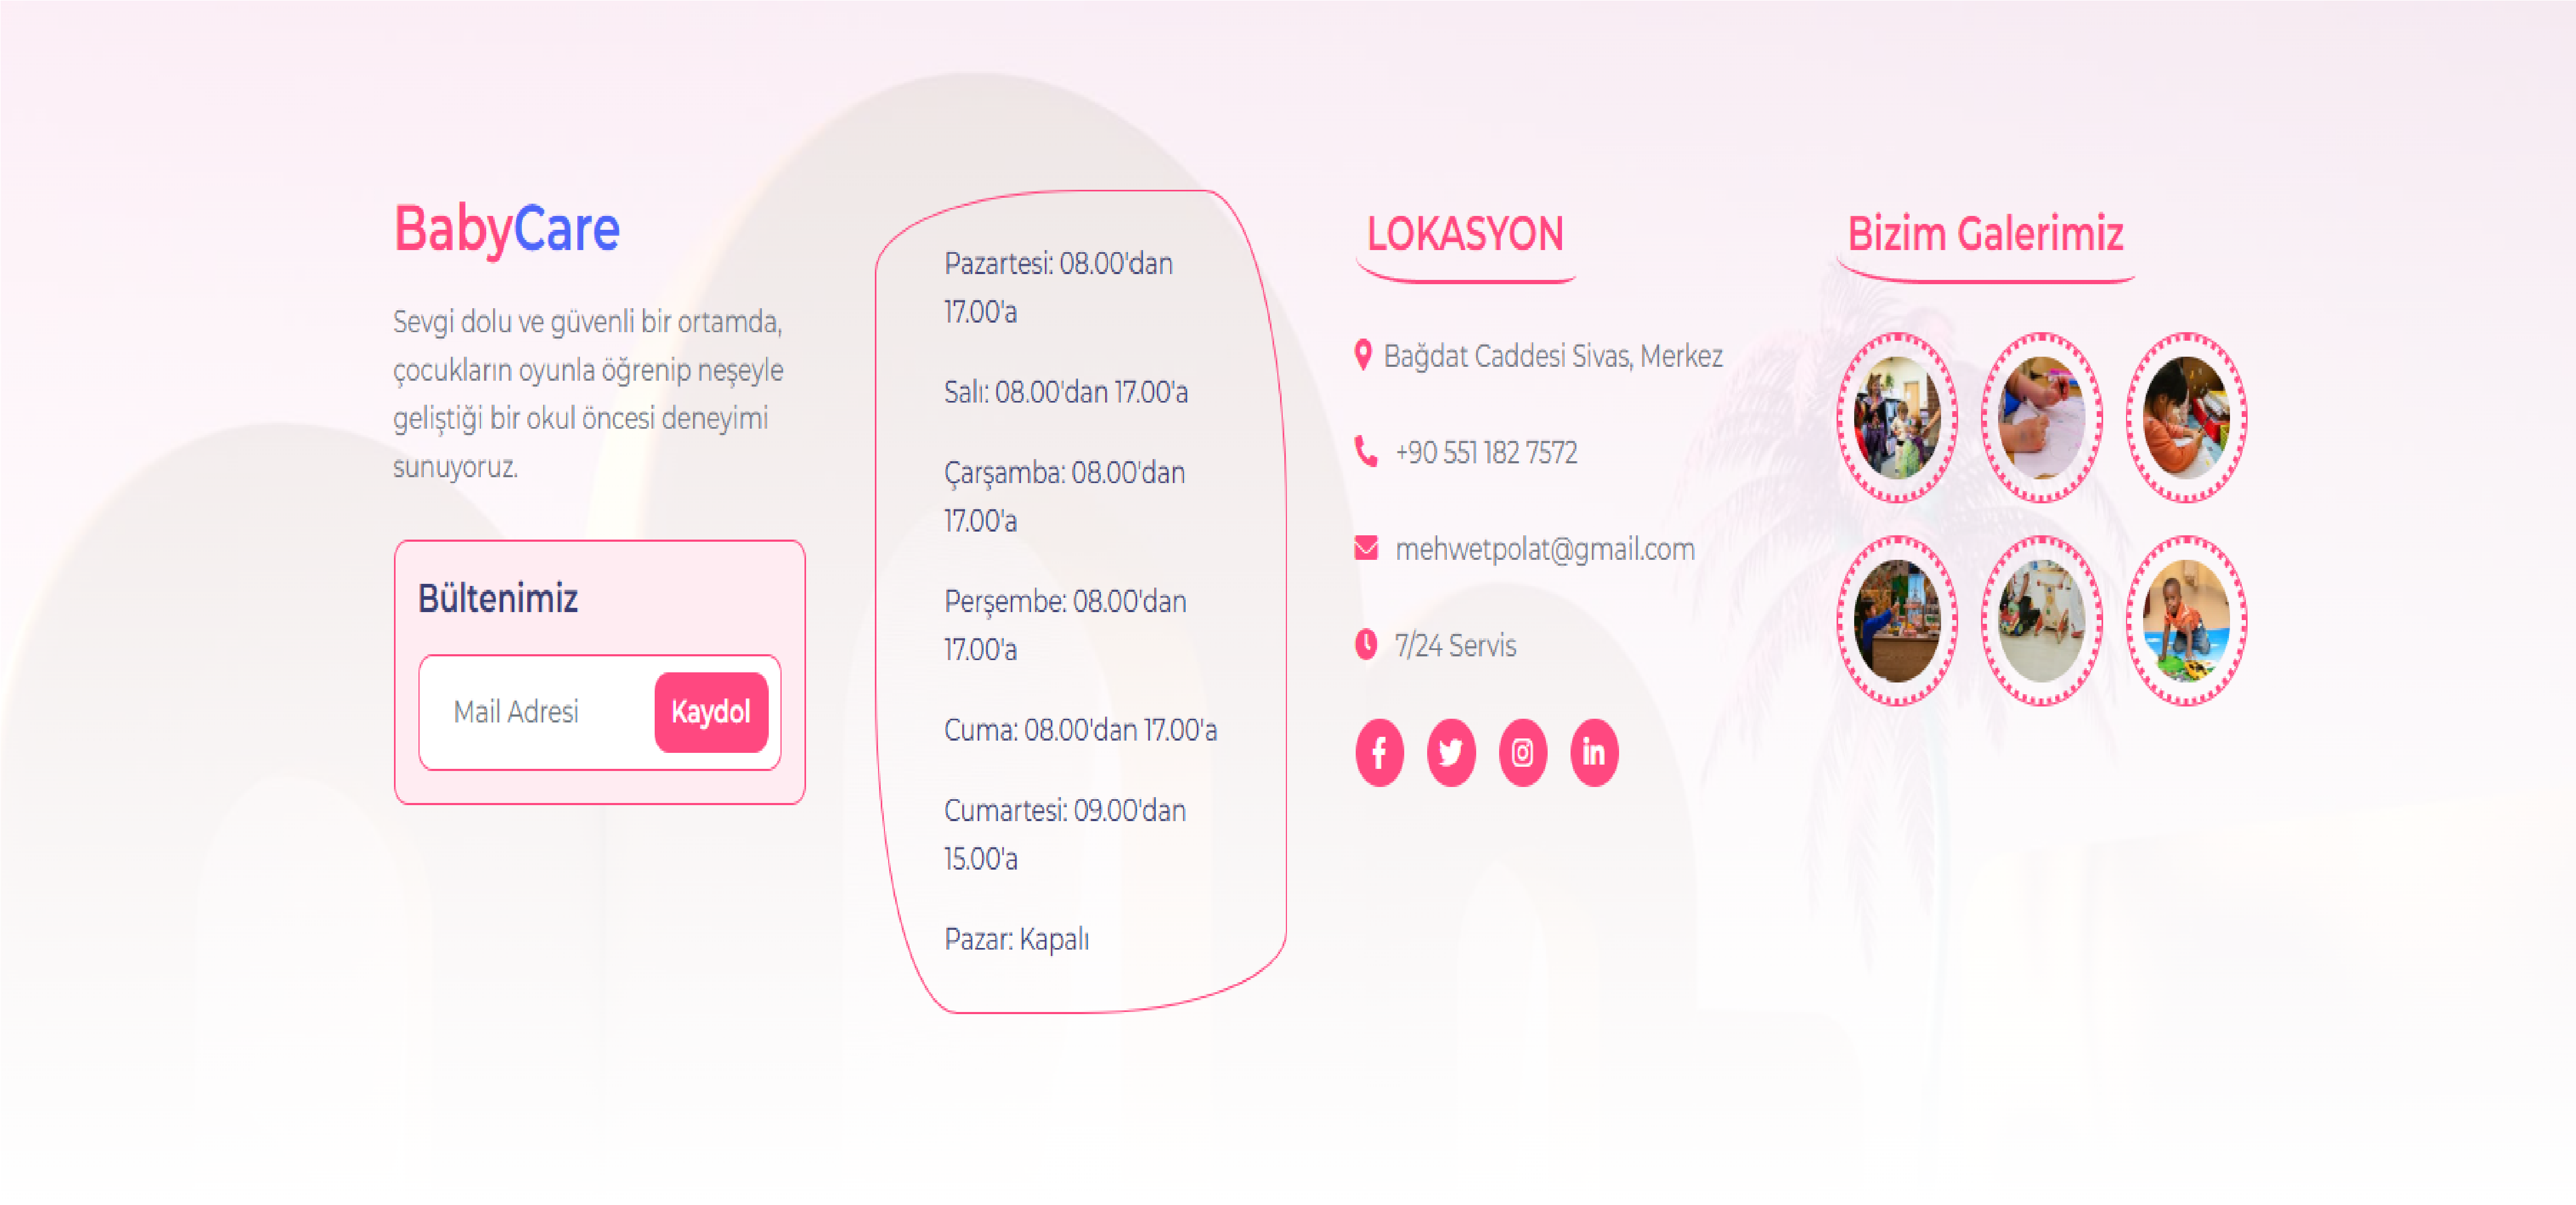 BabyCare
Sevgi dolu ve güvenli bir ortamda,
çocukların oyunla öğrenip neşeyle
geliştiği bir okul öncesi deneyimi
sunuyoruz.
Bültenimiz
Mail Adresi
Kaydol
Pazartesi: 08.00'dan
17.00'a
Salı: 08.00'dan 17.00'a
Çarşamba: 08.00'dan
17.00'a
Perşembe: 08.00'dan
17.00'a
Cuma: 08.00'dan 17.00'a
Cumartesi: 09.00'dan
15.00'a
Pazar: Kapalı
LOKASYON
Bağdat Caddesi Sivas, Merkez
+90 551 182 7572
mehwetpolat@gmail.com
7/24 Servis
Bizim Galerimiz